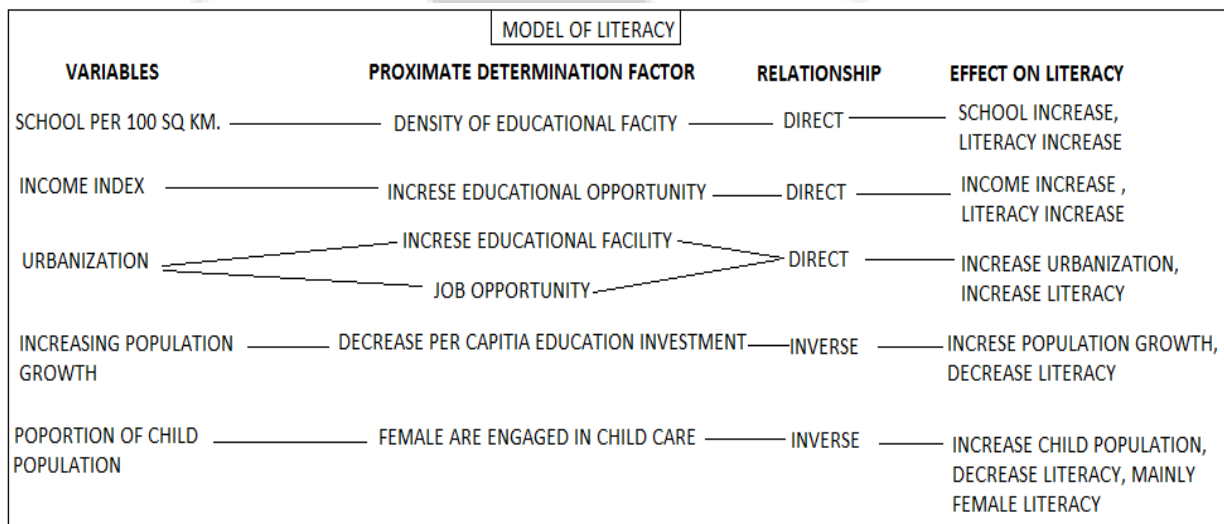 MODEL OF LITERACY
VARIABLES PROXIMATE DETERMINATION FACTOR RELATIONSHIP EFFECT ON LITERACY
SCHOOL PER 100 SQ KM. DENSITY OF EDUCATIONAL FACITY DIRECT SCHOOL INCREASE,
LITERACY INCREASE
INCOME INDEX INCRESE EDUCATIONAL OPPORTUNITY DIRECT INCOME INCREASE ,
LITERACY INCREASE
URBANIZATION INCRESE EDUCATIONAL FACILITY
JOB OPPORTUNITY
DIRECT INCREASE URBANIZATION,
INCREASE LITERACY
INCREASING POPULATION
GROWTH
DECREASE PER CAPITIA EDUCATION INVESTMENT INVERSE INCRESE POPULATION GROWTH,
DECREASE LITERACY
POPORTION OF CHILD
POPULATION
FEMALE ARE ENGAGED IN CHILD CARE INVERSE INCREASE CHILD POPULATION,
DECREASE LITERACY, MAINLY
FEMALE LITERACY